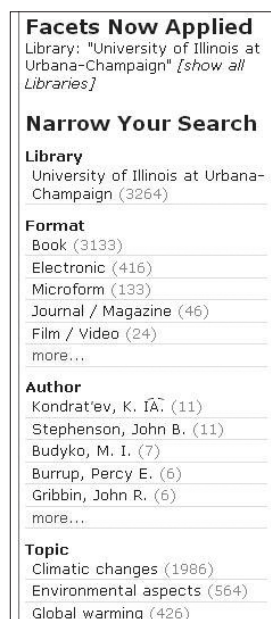 Facets Now Applied
Library: "University of Illinois at
Urbana-Champaign" [show all
Libraries]
Narrow Your Search
Library
University of Illinois at Urbana-
Champaign (3264)
Format
Book (3133)
Electronic (416)
Microform (133)
Journal / Magazine (46)
Film / Video (24)
more...
Author
Kondrat'ev, K. I͡A. (11)
Stephenson, John B. (11)
Budyko, M. I. (7)
Burrup, Percy E. (6)
Gribbin, John R. (6)
more...
Topic
Climatic changes (1986)
Environmental aspects (564)
Global warming (426)